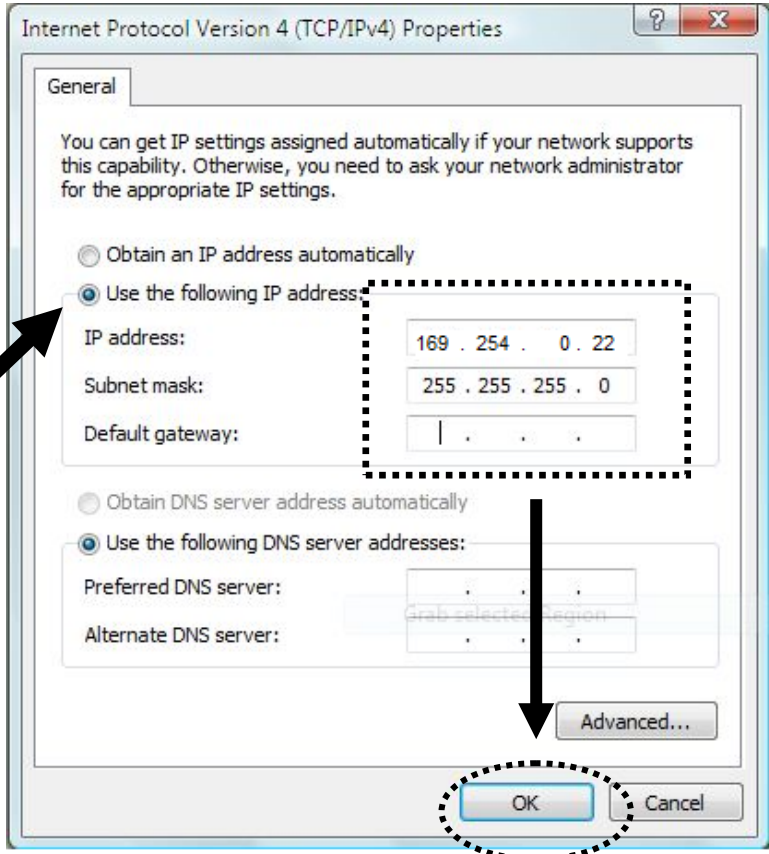 Internet Protocol Version 4 (TCP/IPv4) Properties
General
You can get IP settings assigned automatically if your network supports
this capability. Otherwise, you need to ask your network administrator
for the appropriate IP settings.
Obtain an IP address automatically
Use the following IP address:
IP address: 169 . 254 . 0 . 22
Subnet mask: 255 . 255 . 255 . 0
Default gateway: . . .
Obtain DNS server address automatically
Use the following DNS server addresses:
Preferred DNS server: . . .
Grab selected Region
Alternate DNS server: . . .
Advanced...
OK Cancel